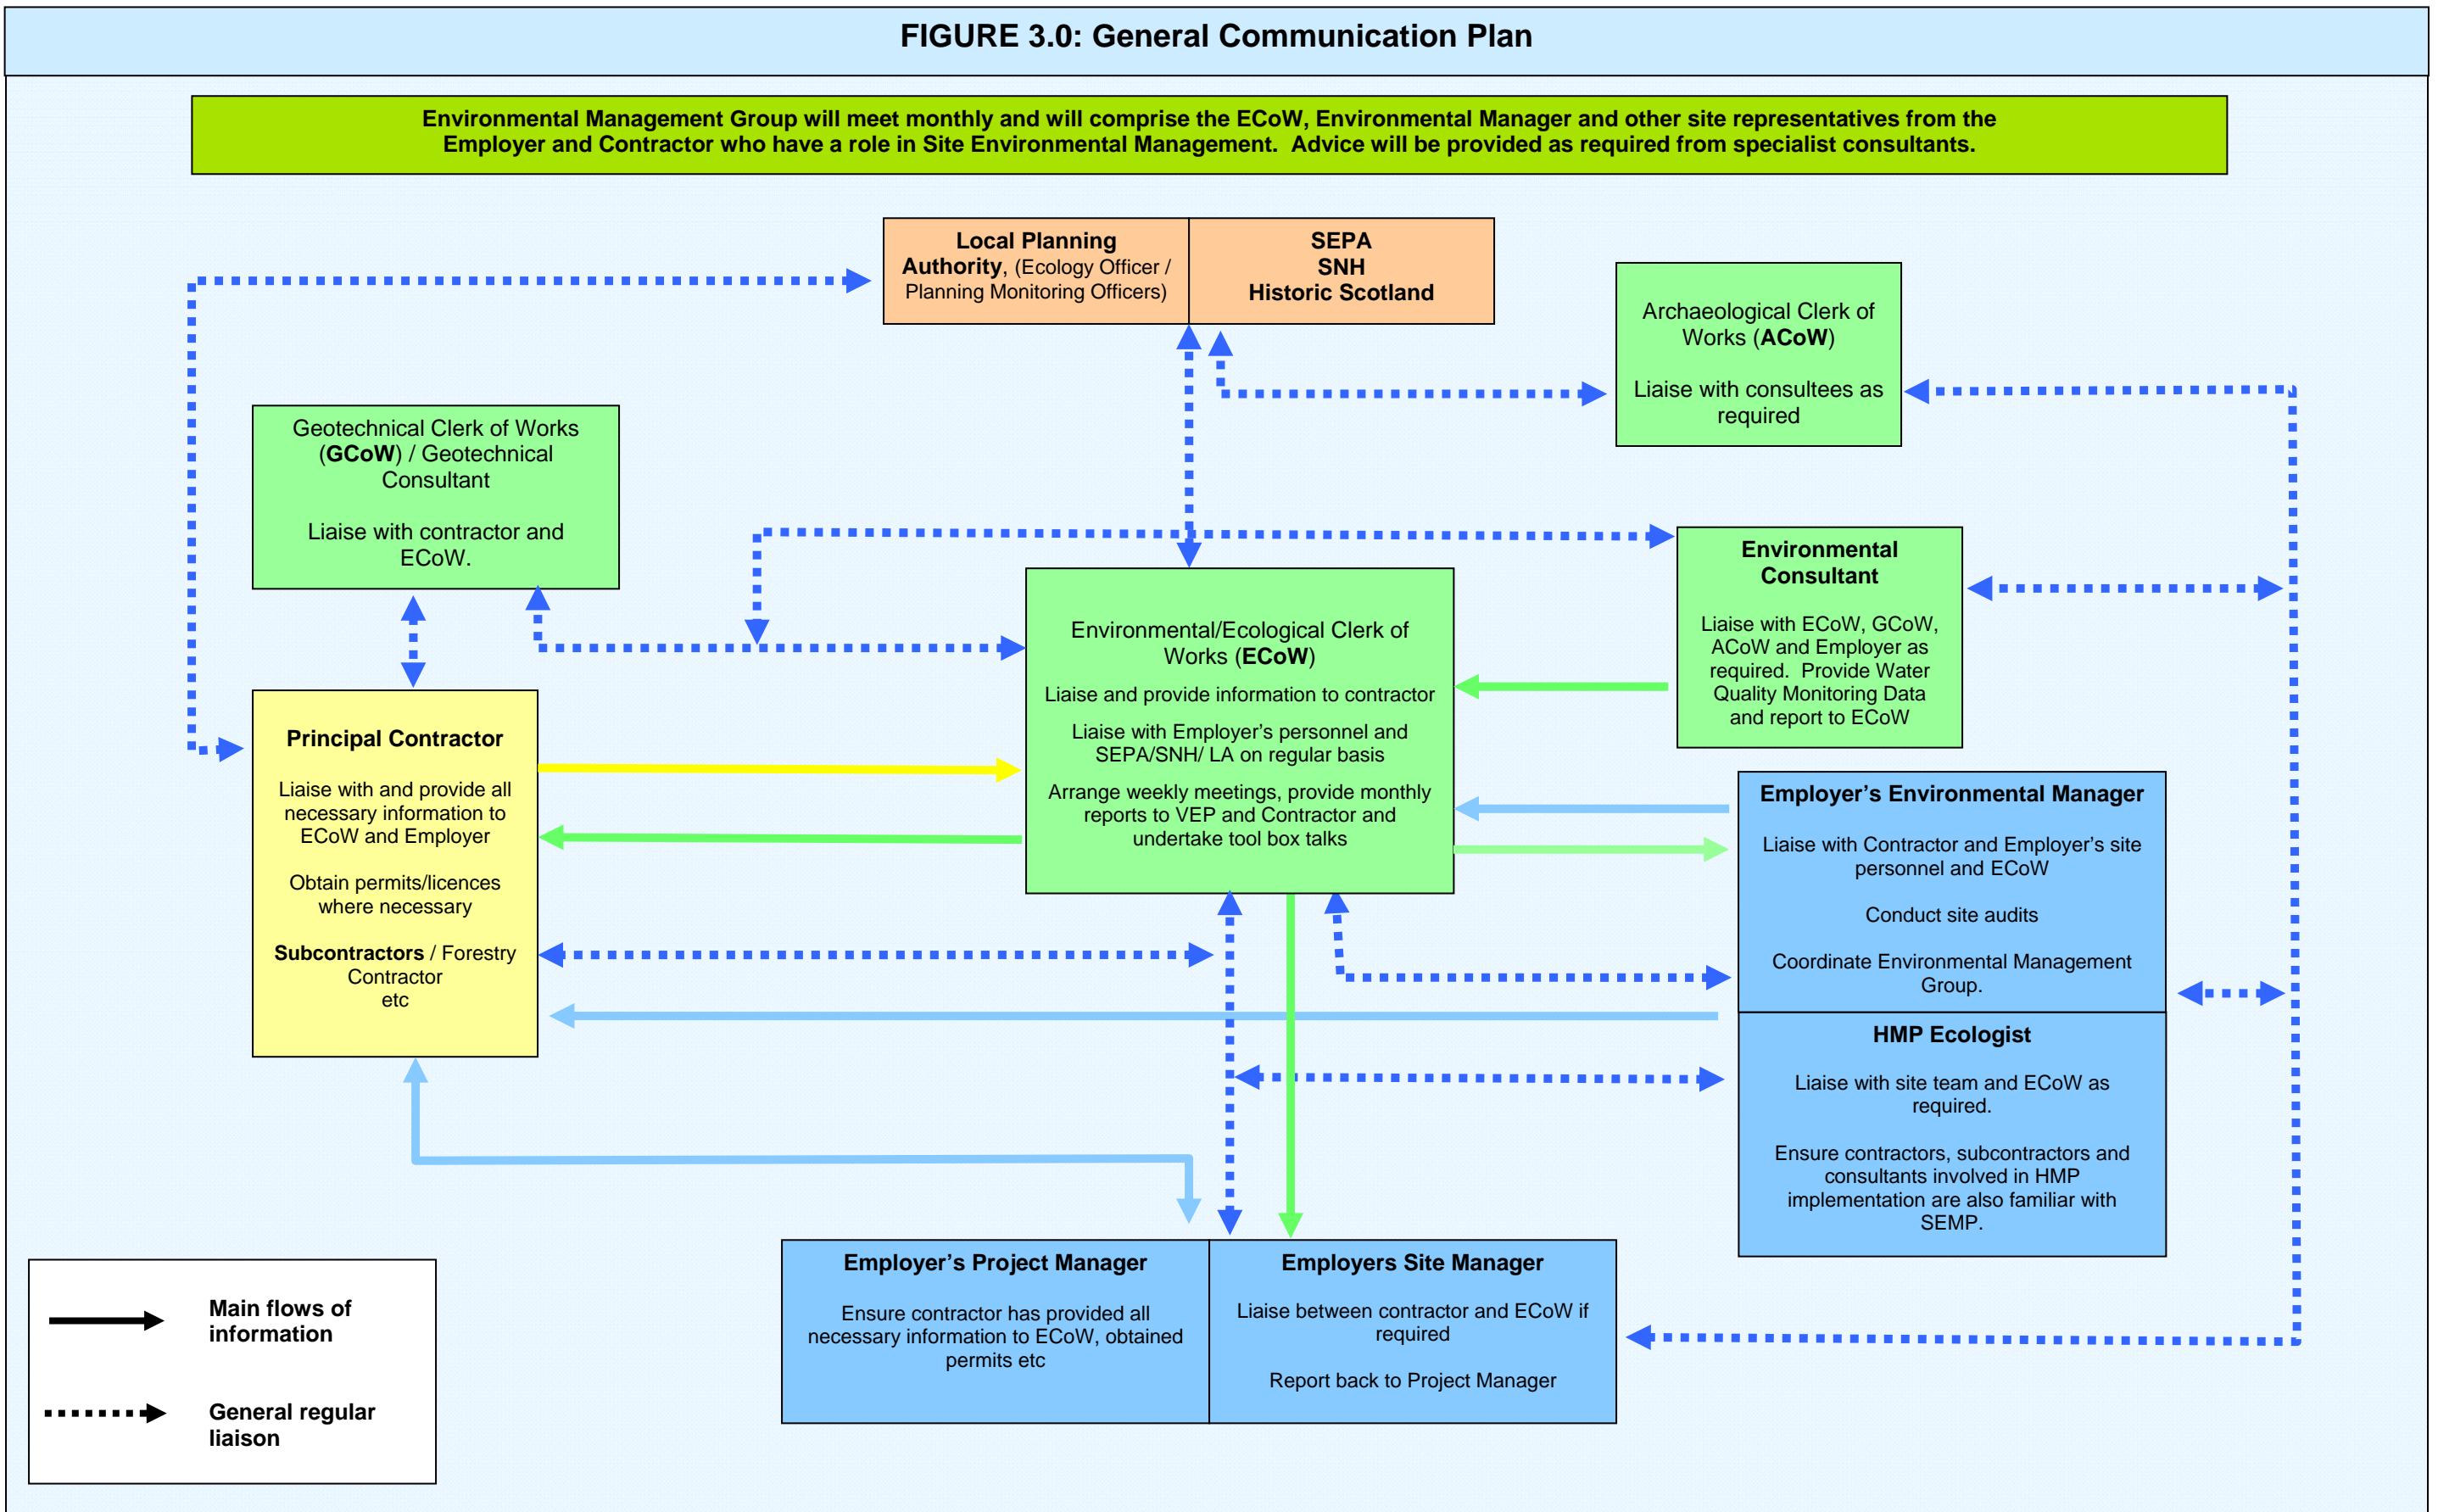 FIGURE 3.0: General Communication Plan
Environmental Management Group will meet monthly and will comprise the ECoW, Environmental Manager and other site representatives from the
Employer and Contractor who have a role in Site Environmental Management.  Advice will be provided as required from specialist consultants.
Local Planning
Authority, (Ecology Officer /
Planning Monitoring Officers)
SEPA
SNH
Historic Scotland
Archaeological Clerk of
Works (ACoW)
Liaise with consultees as
required
Geotechnical Clerk of Works
(GCoW) / Geotechnical
Consultant
Liaise with contractor and
ECoW.
Environmental
Consultant
Liaise with ECoW, GCoW,
ACoW and Employer as
required.  Provide Water
Quality Monitoring Data
and report to ECoW
Environmental/Ecological Clerk of
Works (ECoW)
Liaise and provide information to contractor
Liaise with Employer's personnel and
SEPA/SNH/ LA on regular basis
Arrange weekly meetings, provide monthly
reports to VEP and Contractor and
undertake tool box talks
Principal Contractor
Liaise with and provide all
necessary information to
ECoW and Employer
Obtain permits/licences
where necessary
Subcontractors / Forestry
Contractor
etc
Employer's Environmental Manager
Liaise with Contractor and Employer's site
personnel and ECoW
Conduct site audits
Coordinate Environmental Management
Group.
HMP Ecologist
Liaise with site team and ECoW as
required.
Ensure contractors, subcontractors and
consultants involved in HMP
implementation are also familiar with
SEMP.
Employer's Project Manager
Ensure contractor has provided all
necessary information to ECoW, obtained
permits etc
Employers Site Manager
Liaise between contractor and ECoW if
required
Report back to Project Manager
Main flows of
information
General regular
liaison